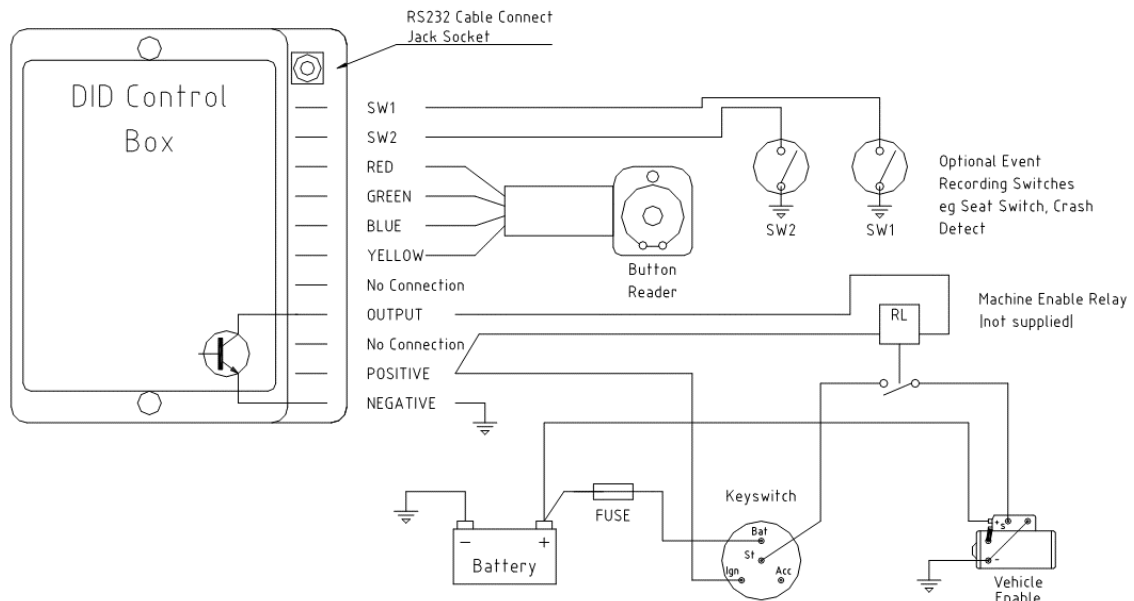 RS232 Cable Connect
Jack Socket
DID Control
Box
SW1
SW2
RED
GREEN
BLUE
YELLOW
No Connection
OUTPUT
No Connection
POSITIVE
NEGATIVE
Button
Reader
SW2
SW1
Optional Event
Recording Switches
eg Seat Switch, Crash
Detect
RL
Machine Enable Relay
|not supplied|
Keyswitch
FUSE
Bat
St
Ign
Acc
-
+
Battery
+
S
-
Vehicle
Enable